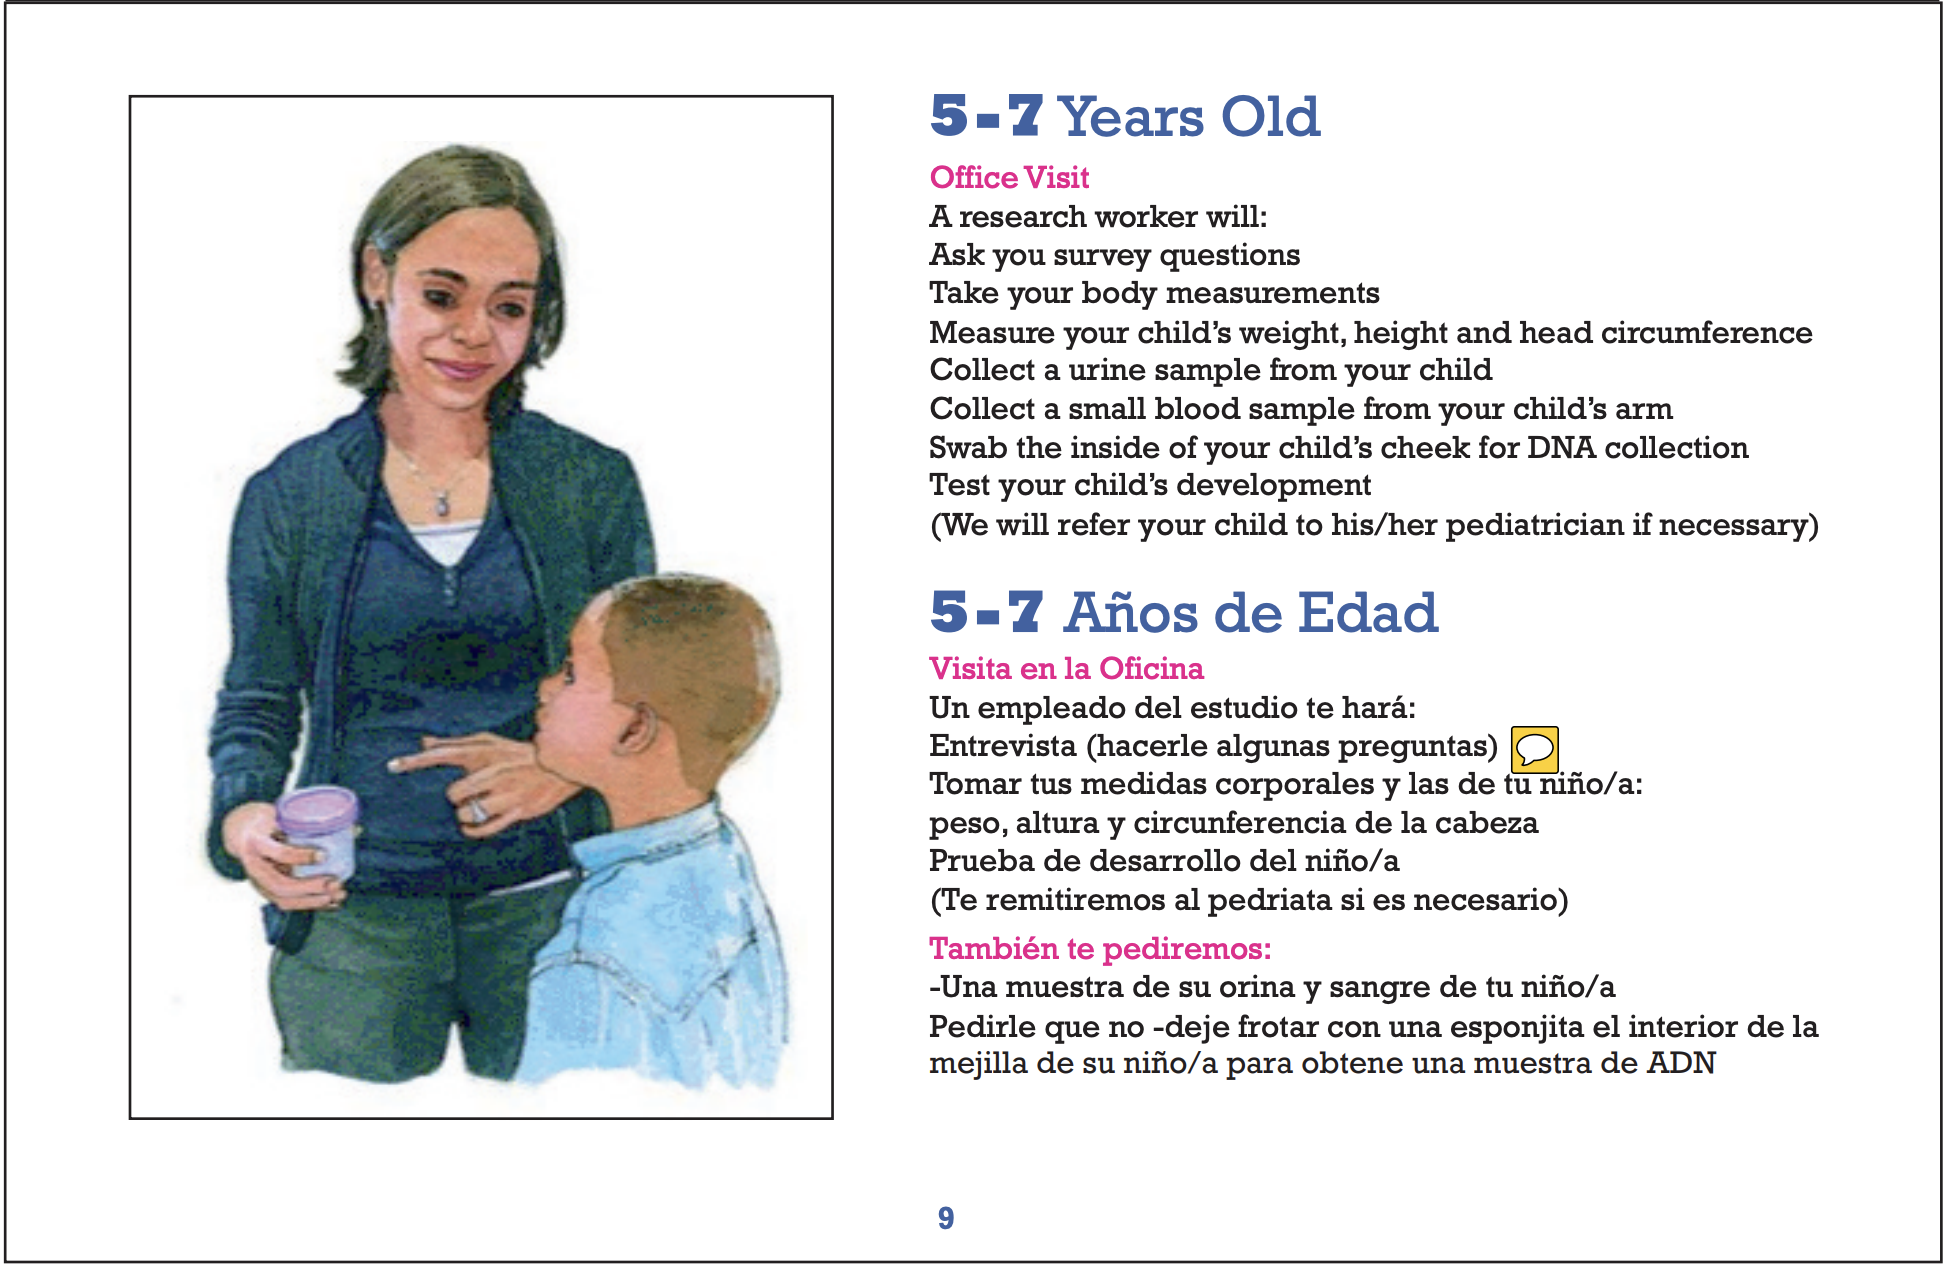 5-7 Years Old
Office Visit
A research worker will:
Ask you survey questions
Take your body measurements
Measure your child’s weight, height and head circumference
Collect a urine sample from your child
Collect a small blood sample from your child’s arm
Swab the inside of your child’s cheek for DNA collection
Test your child’s development
(We will refer your child to his/her pediatrician if necessary)
5-7 Años de Edad
Visita en la Oficina
Un empleado del estudio te hará:
Entrevista (hacerle algunas preguntas)
Tomar tus medidas corporales y las de tu niño/a:
peso, altura y circunferencia de la cabeza
Prueba de desarrollo del niño/a
(Te remitiremos al pedriata si es necesario)
También te pediremos:
-Una muestra de su orina y sangre de tu niño/a
Pedirle que no -deje frotar con una esponjita el interior de la
mejilla de su niño/a para obtene una muestra de ADN
9